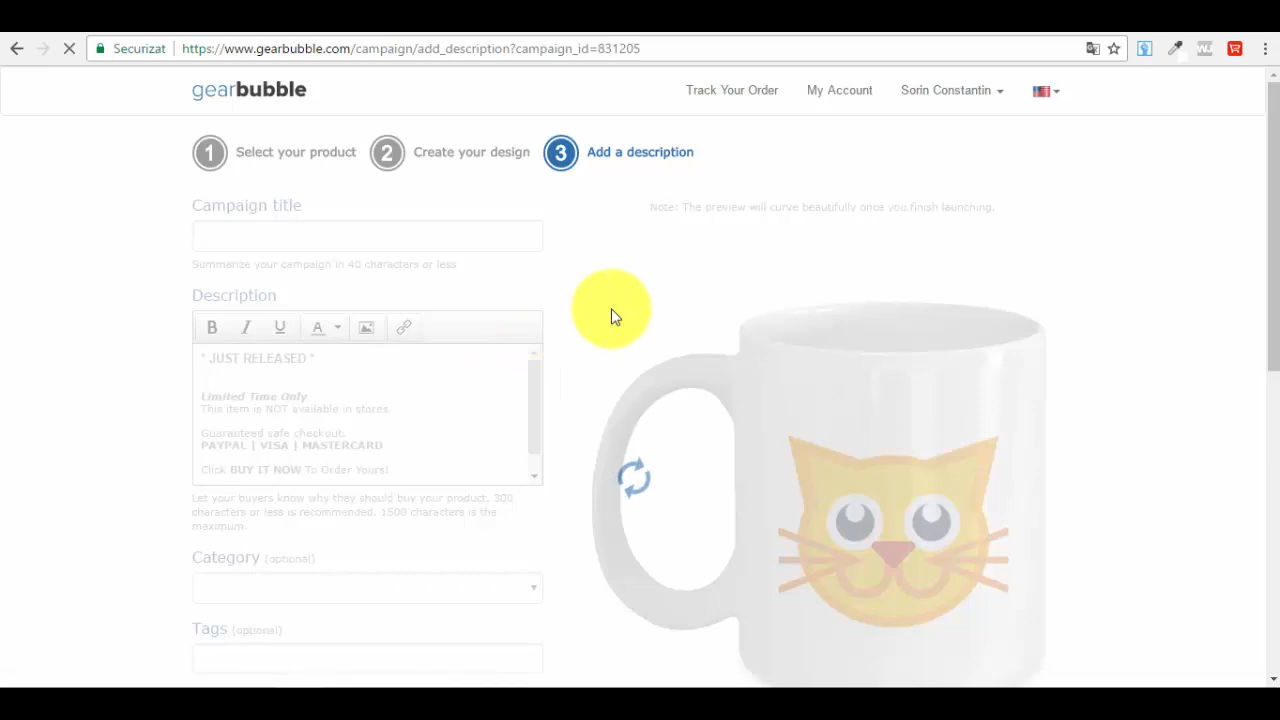 Securizat
https://www.gearbubble.com/campaign/add_description?campaign_id=831205
gearbubble
Track Your Order
My Account
Sorin Constantin
1 Select your product
2 Create your design
3 Add a description
Campaign title
Note: The preview will curve beautifully once you finish launching.
Summarize your campaign in 40 characters or less
Description
B I U A
* JUST RELEASED *
Limited Time Only
This item is NOT available in stores.
Guaranteed safe checkout:
PAYPAL | VISA | MASTERCARD
Click BUY IT NOW To Order Yours!
Let your buyers know why they should buy your product. 300
characters or less is recommended. 1500 characters is the
maximum.
Category (optional)
Tags (optional)